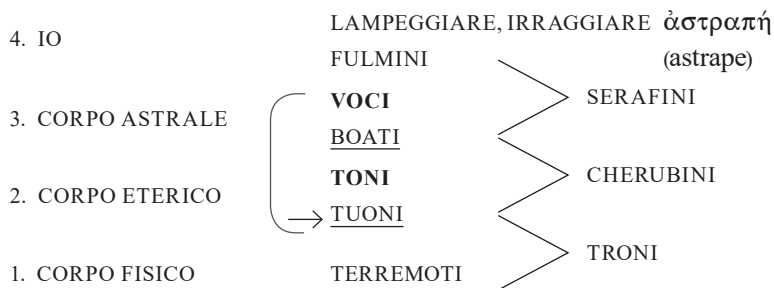 LAMPEGGIARE, IRRAGGIARE ἀστραπή
4. IO
FULMINI (astrape)
VOCI
SERAFINI
3. CORPO ASTRALE
BOATI
TONI
CHERUBINI
2. CORPO ETERICO
TUONI
TRONI
1. CORPO FISICO TERREMOTI